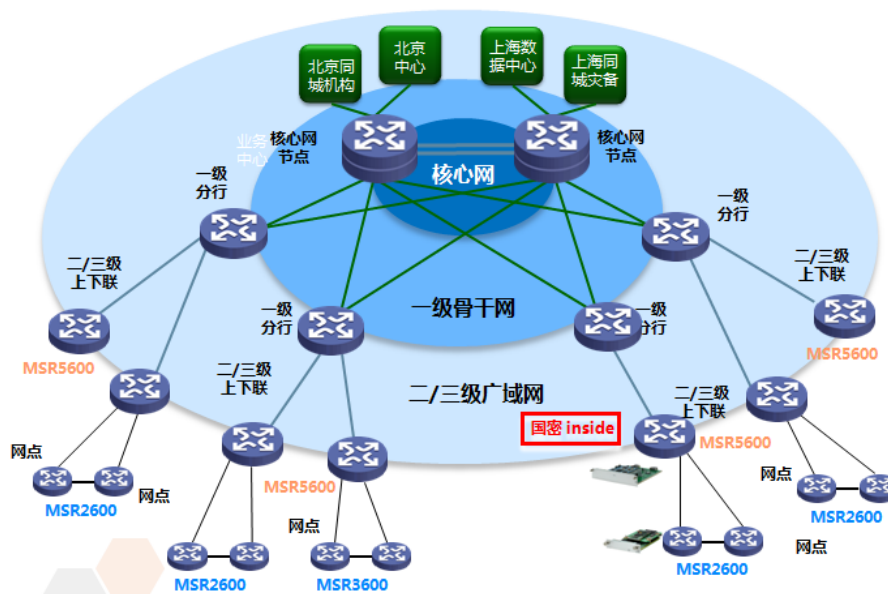 北京同
城机构
北京
中心
上海数
据中心
上海同
城灾备
业务
中心
核心网
节点
核心网
节点
核心网
一级
分行
一级
分行
二/三级
上下联
二/三级
上下联
一级骨干网
一级
分行
一级
分行
MSR5600
MSR5600
二/三级
上下联
二/三级广域网
二/三级
上下联
国密 inside
MSR5600
MSR5600
网点
网点
MSR2600
网点
网点
MSR2600
网点
MSR2600
MSR3600
MSR2600